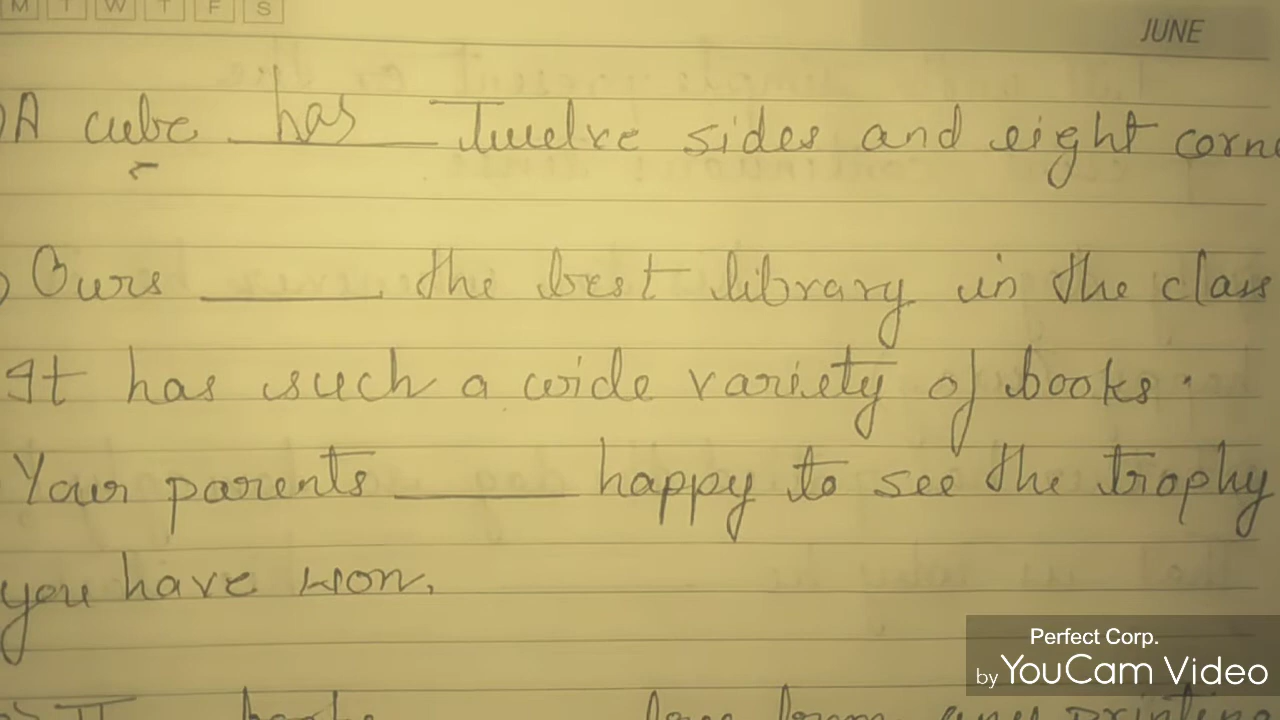 M T W T F S
JUNE
A cube has Twelve sides and eight corne
Ours ______ the best library in the class
It has such a wide variety of books.
Your parents ______ happy to see the trophy
you have won.
Perfect Corp.
by YouCam Video